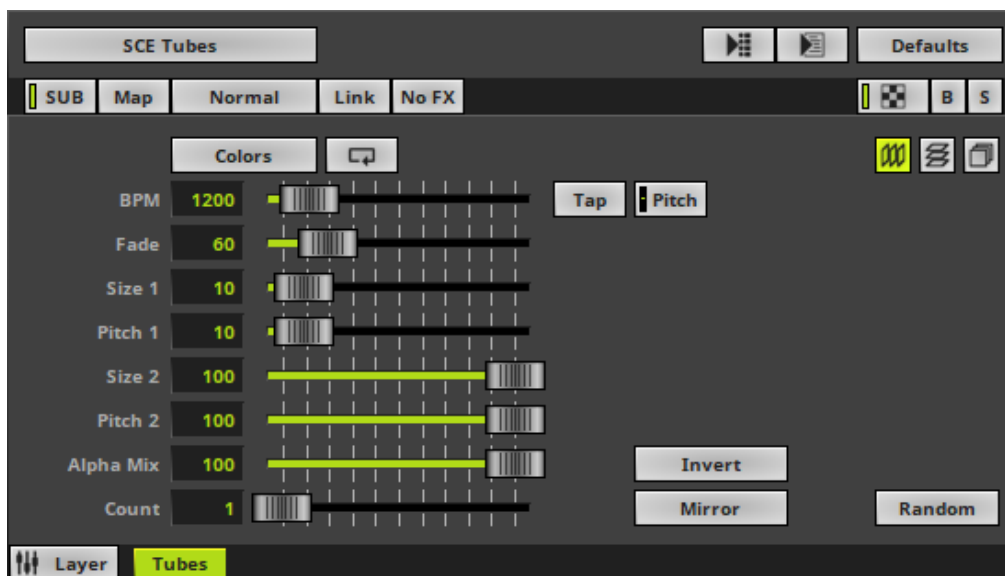 SCE Tubes Defaults
SUB Map Normal Link No FX B S
Colors
BPM 1200 Tap Pitch
Fade 60
Size 1 10
Pitch 1 10
Size 2 100
Pitch 2 100
Alpha Mix 100 Invert
Count 1 Mirror Random
Layer Tubes